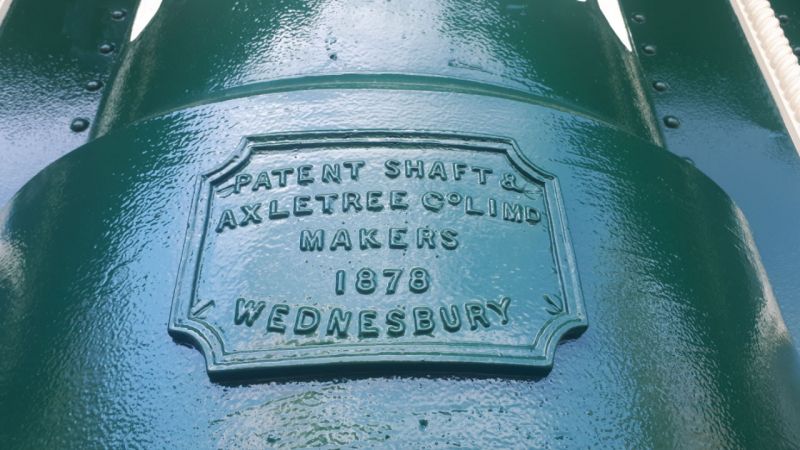 PATENT SHAFT &
AXLETREE Cº LIMD
MAKERS
1878
WEDNESBURY